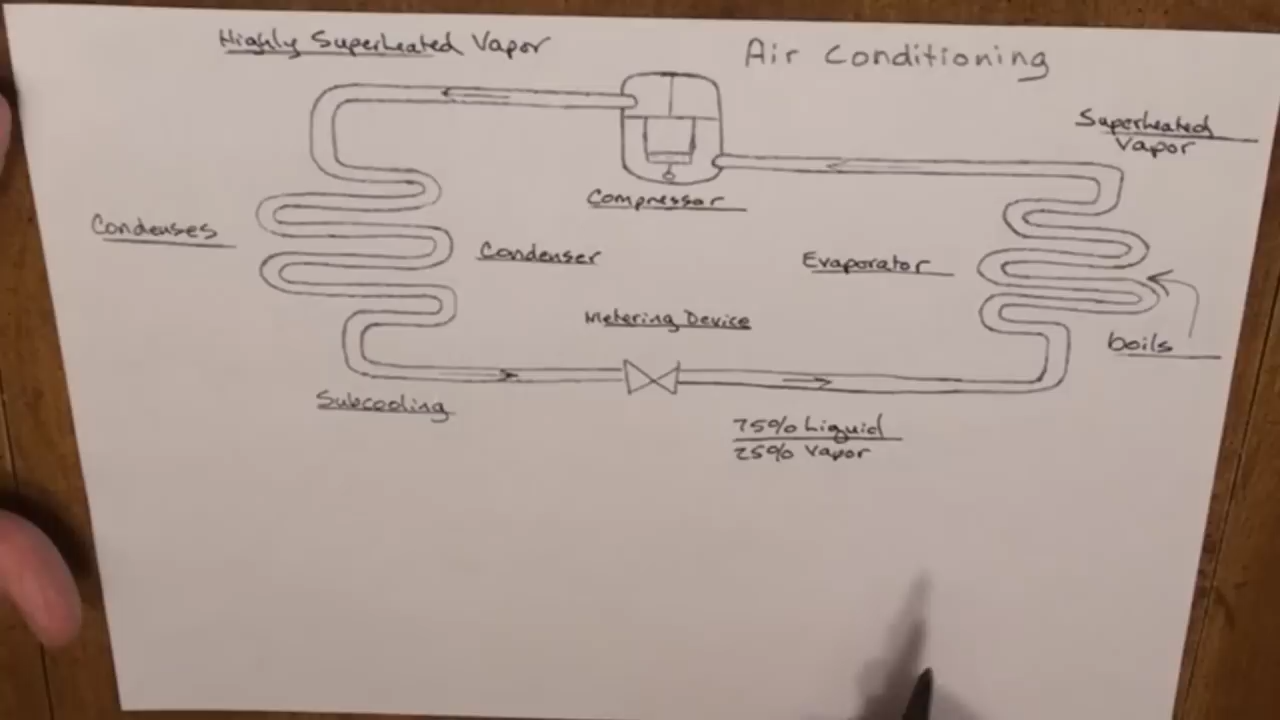 Highly Superheated Vapor
Air Conditioning
Superheated
Vapor
Compressor
Condenses
Condenser
Evaporator
Metering Device
boils
Subcooling
75% Liquid
25% Vapor